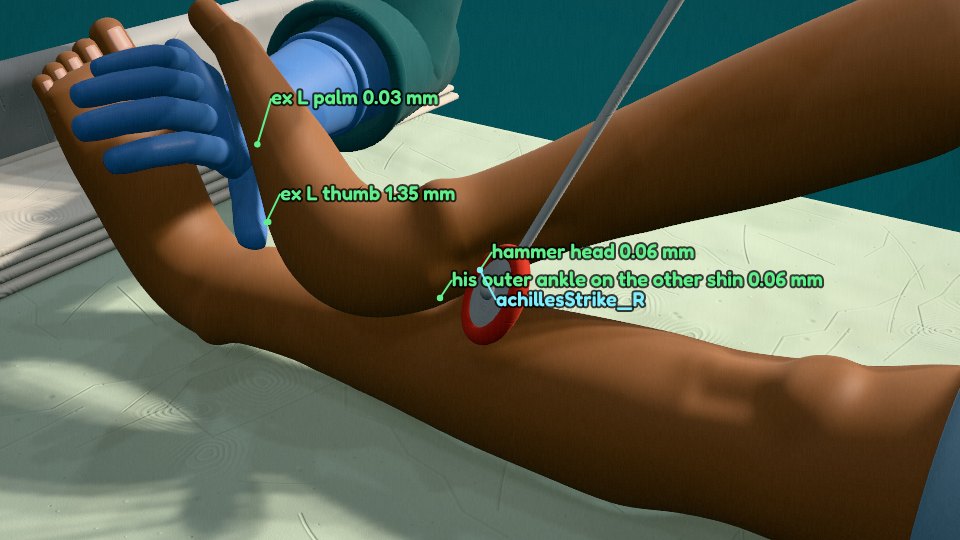 ex L palm 0.03 mm
ex L thumb 1.35 mm
hammer head 0.06 mm
his outer ankle on the other shin 0.06 mm
achillesStrike_R